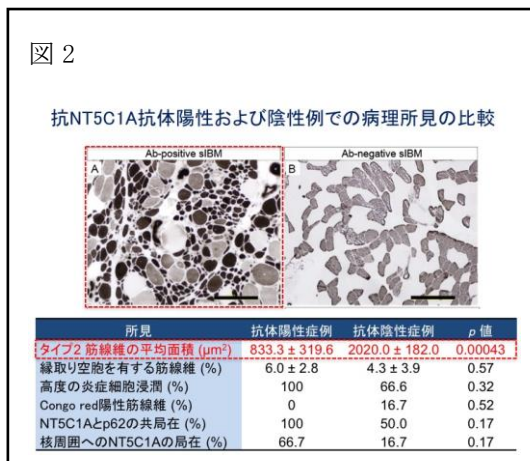 図 2
抗NT5C1A抗体陽性および陰性例での病理所見の比較
Ab-positive sIBM Ab-negative sIBM
A B
所見 抗体陽性症例 抗体陰性症例 p 値
タイプ2 筋線維の平均面積 (μm²) 833.3 ± 319.6 2020.0 ± 182.0 0.00043
縁取り空胞を有する筋線維 (%) 6.0 ± 2.8 4.3 ± 3.9 0.57
高度の炎症細胞浸潤 (%) 100 66.6 0.32
Congo red陽性筋線維 (%) 0 16.7 0.52
NT5C1Aとp62の共局在 (%) 100 50.0 0.17
核周囲へのNT5C1Aの局在 (%) 66.7 16.7 0.17